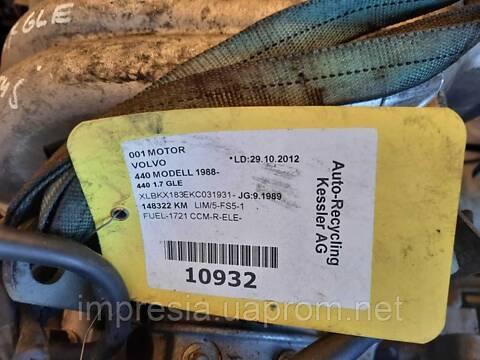 GLE
001 MOTOR
VOLVO
* LD:29.10.2012
440 MODELL 1988-
440 1.7 GLE
XLBKX183EKC031931- JG:9.1989
148322 KM LIM/5-FS5-1
FUEL-1721 CCM-R-ELE-
10932
Auto-Recycling
Kessler AG
impresia.uaprom.net